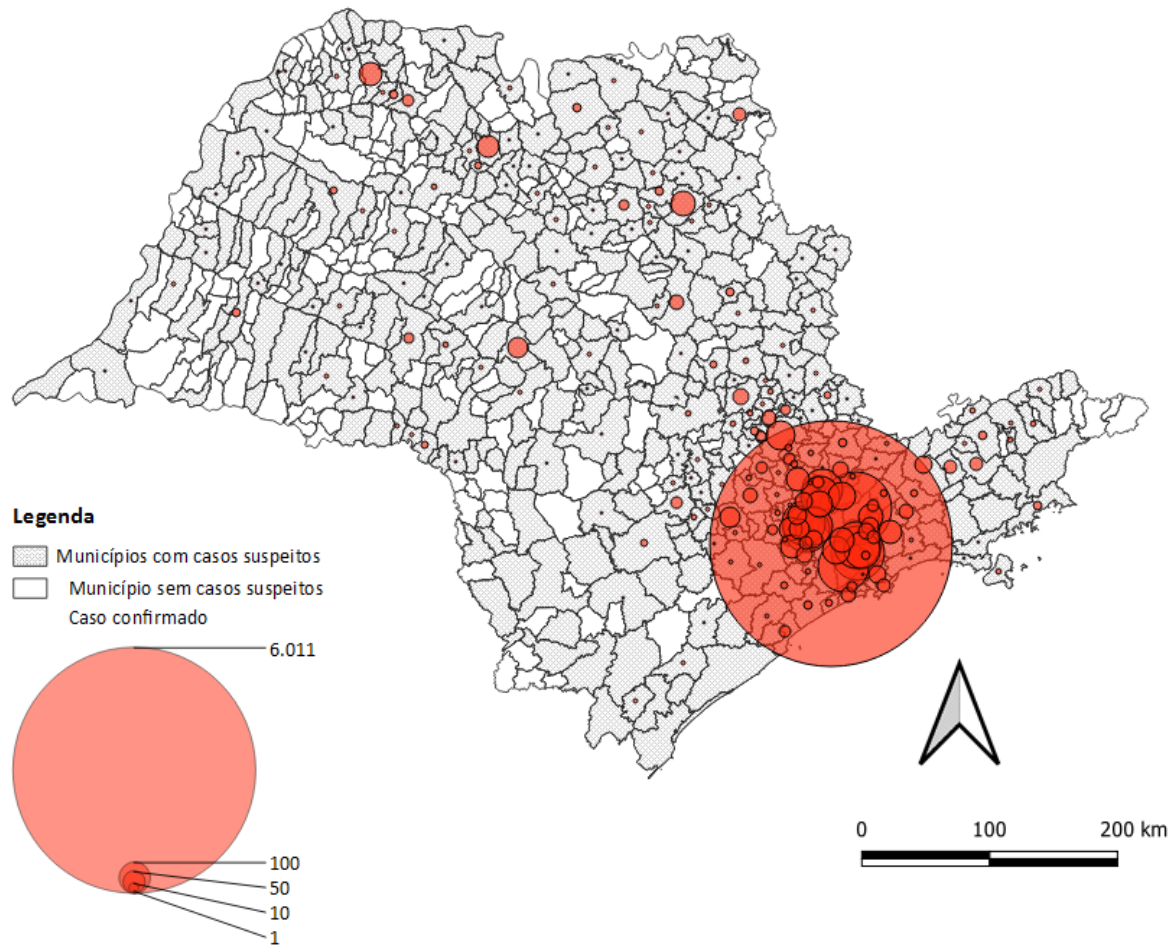 Legenda
Municípios com casos suspeitos
Município sem casos suspeitos
Caso confirmado
6.011
100
50
10
1
0 100 200 km